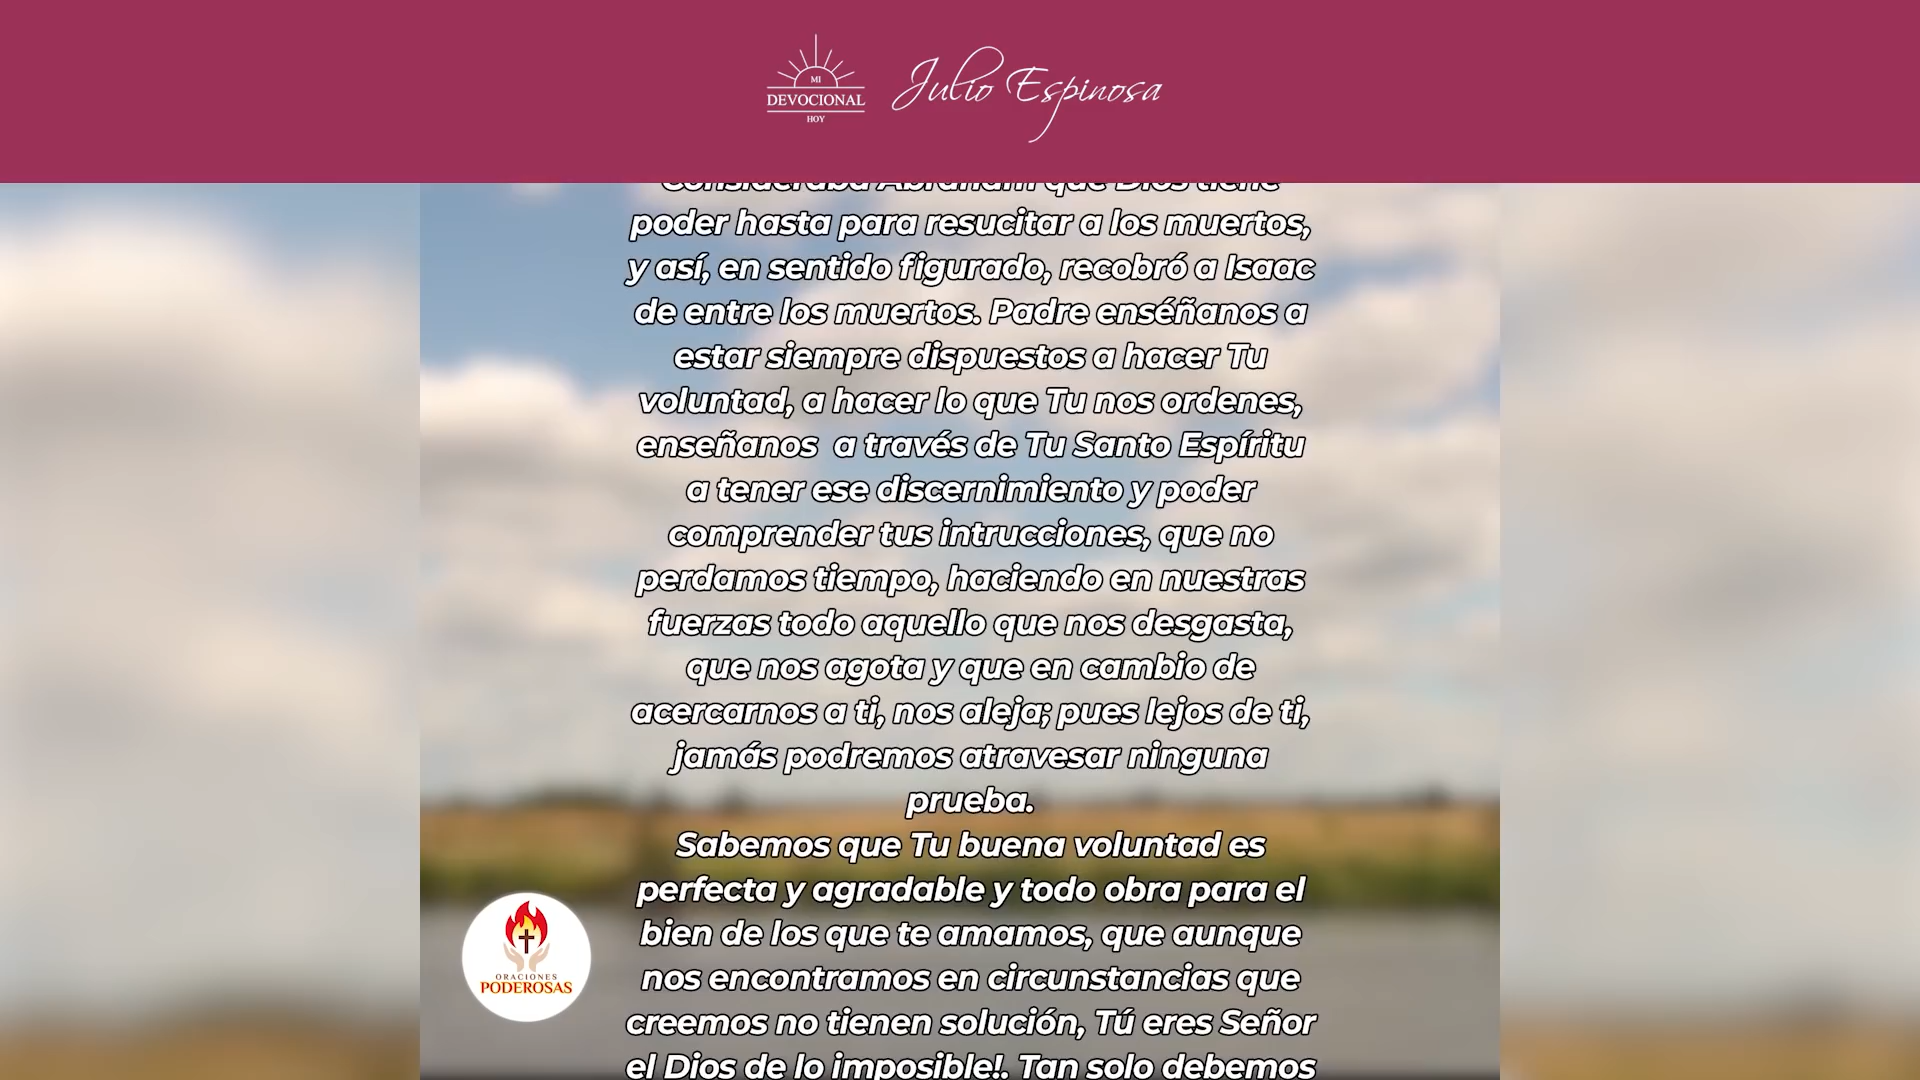 MI
DEVOCIONAL
HOY
Julio Espinosa
Consideraba Abraham que Dios tiene
poder hasta para resucitar a los muertos,
y así, en sentido figurado, recobró a Isaac
de entre los muertos. Padre enséñanos a
estar siempre dispuestos a hacer Tu
voluntad, a hacer lo que Tu nos ordenes,
enseñanos  a través de Tu Santo Espíritu
a tener ese discernimiento y poder
comprender tus intrucciones, que no
perdamos tiempo, haciendo en nuestras
fuerzas todo aquello que nos desgasta,
que nos agota y que en cambio de
acercarnos a ti, nos aleja; pues lejos de ti,
jamás podremos atravesar ninguna
prueba.
Sabemos que Tu buena voluntad es
perfecta y agradable y todo obra para el
bien de los que te amamos, que aunque
nos encontramos en circunstancias que
creemos no tienen solución, Tú eres Señor
el Dios de lo imposible!. Tan solo debemos
ORACIONES
PODEROSAS